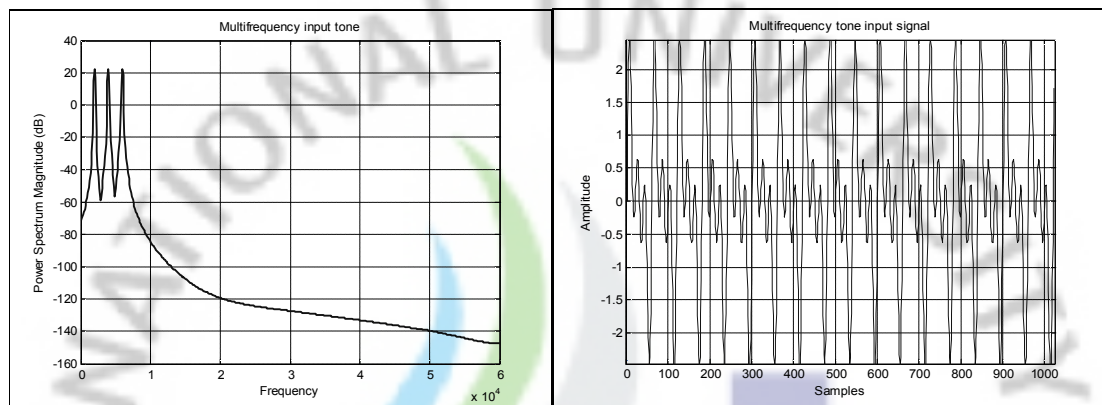 Multifrequency input tone
40
20
0
-20
-40
-60
-80
-100
-120
-140
-160
Power Spectrum Magnitude (dB)
0 1 2 3 4 5 6
Frequency
x 10^4
Multifrequency tone input signal
2
1.5
1
0.5
0
-0.5
-1
-1.5
-2
Amplitude
0 100 200 300 400 500 600 700 800 900 1000
Samples
NATIONAL UNIVERSITY